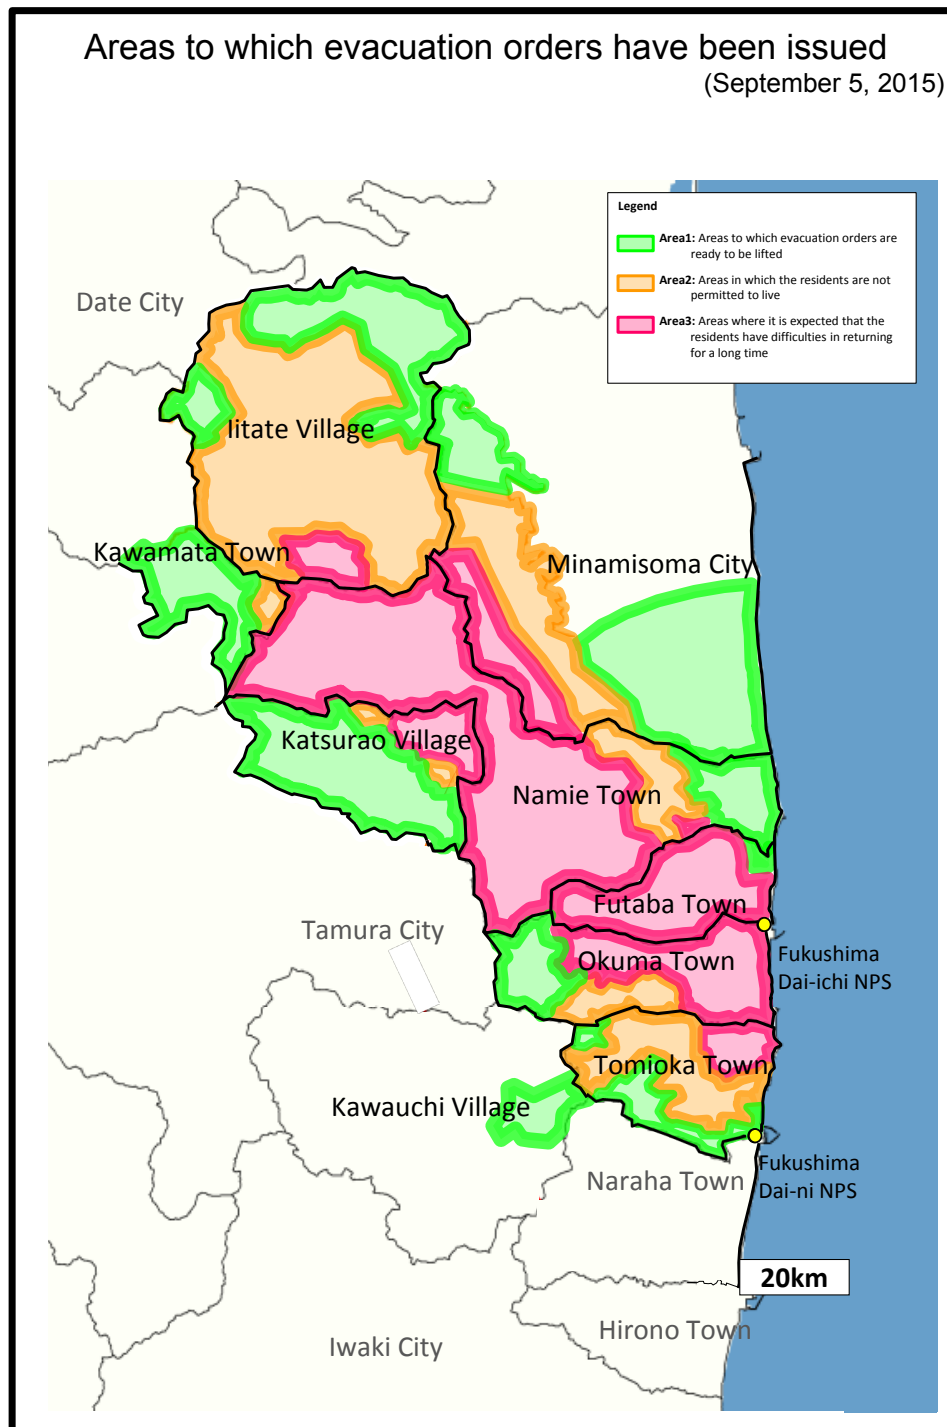 Areas to which evacuation orders have been issued
(September 5, 2015)
Legend
Area1: Areas to which evacuation orders are
ready to be lifted
Area2: Areas in which the residents are not
permitted to live
Area3: Areas where it is expected that the
residents have difficulties in returning
for a long time
Date City
Iitate Village
Kawamata Town
Minamisoma City
Katsurao Village
Namie Town
Futaba Town
Tamura City
Okuma Town
Fukushima
Dai-ichi NPS
Tomioka Town
Kawauchi Village
Fukushima
Dai-ni NPS
Naraha Town
20km
Hirono Town
Iwaki City